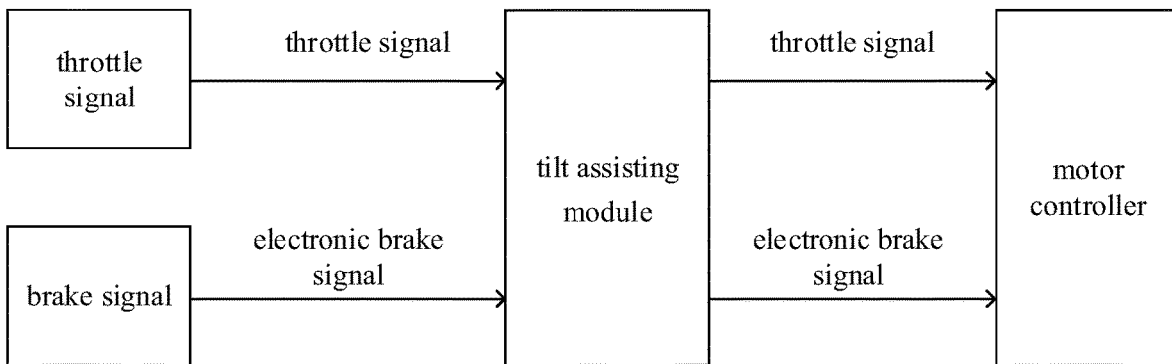 throttle
signal
throttle signal
tilt assisting
module
throttle signal
motor
controller
brake signal
electronic brake
signal
electronic brake
signal